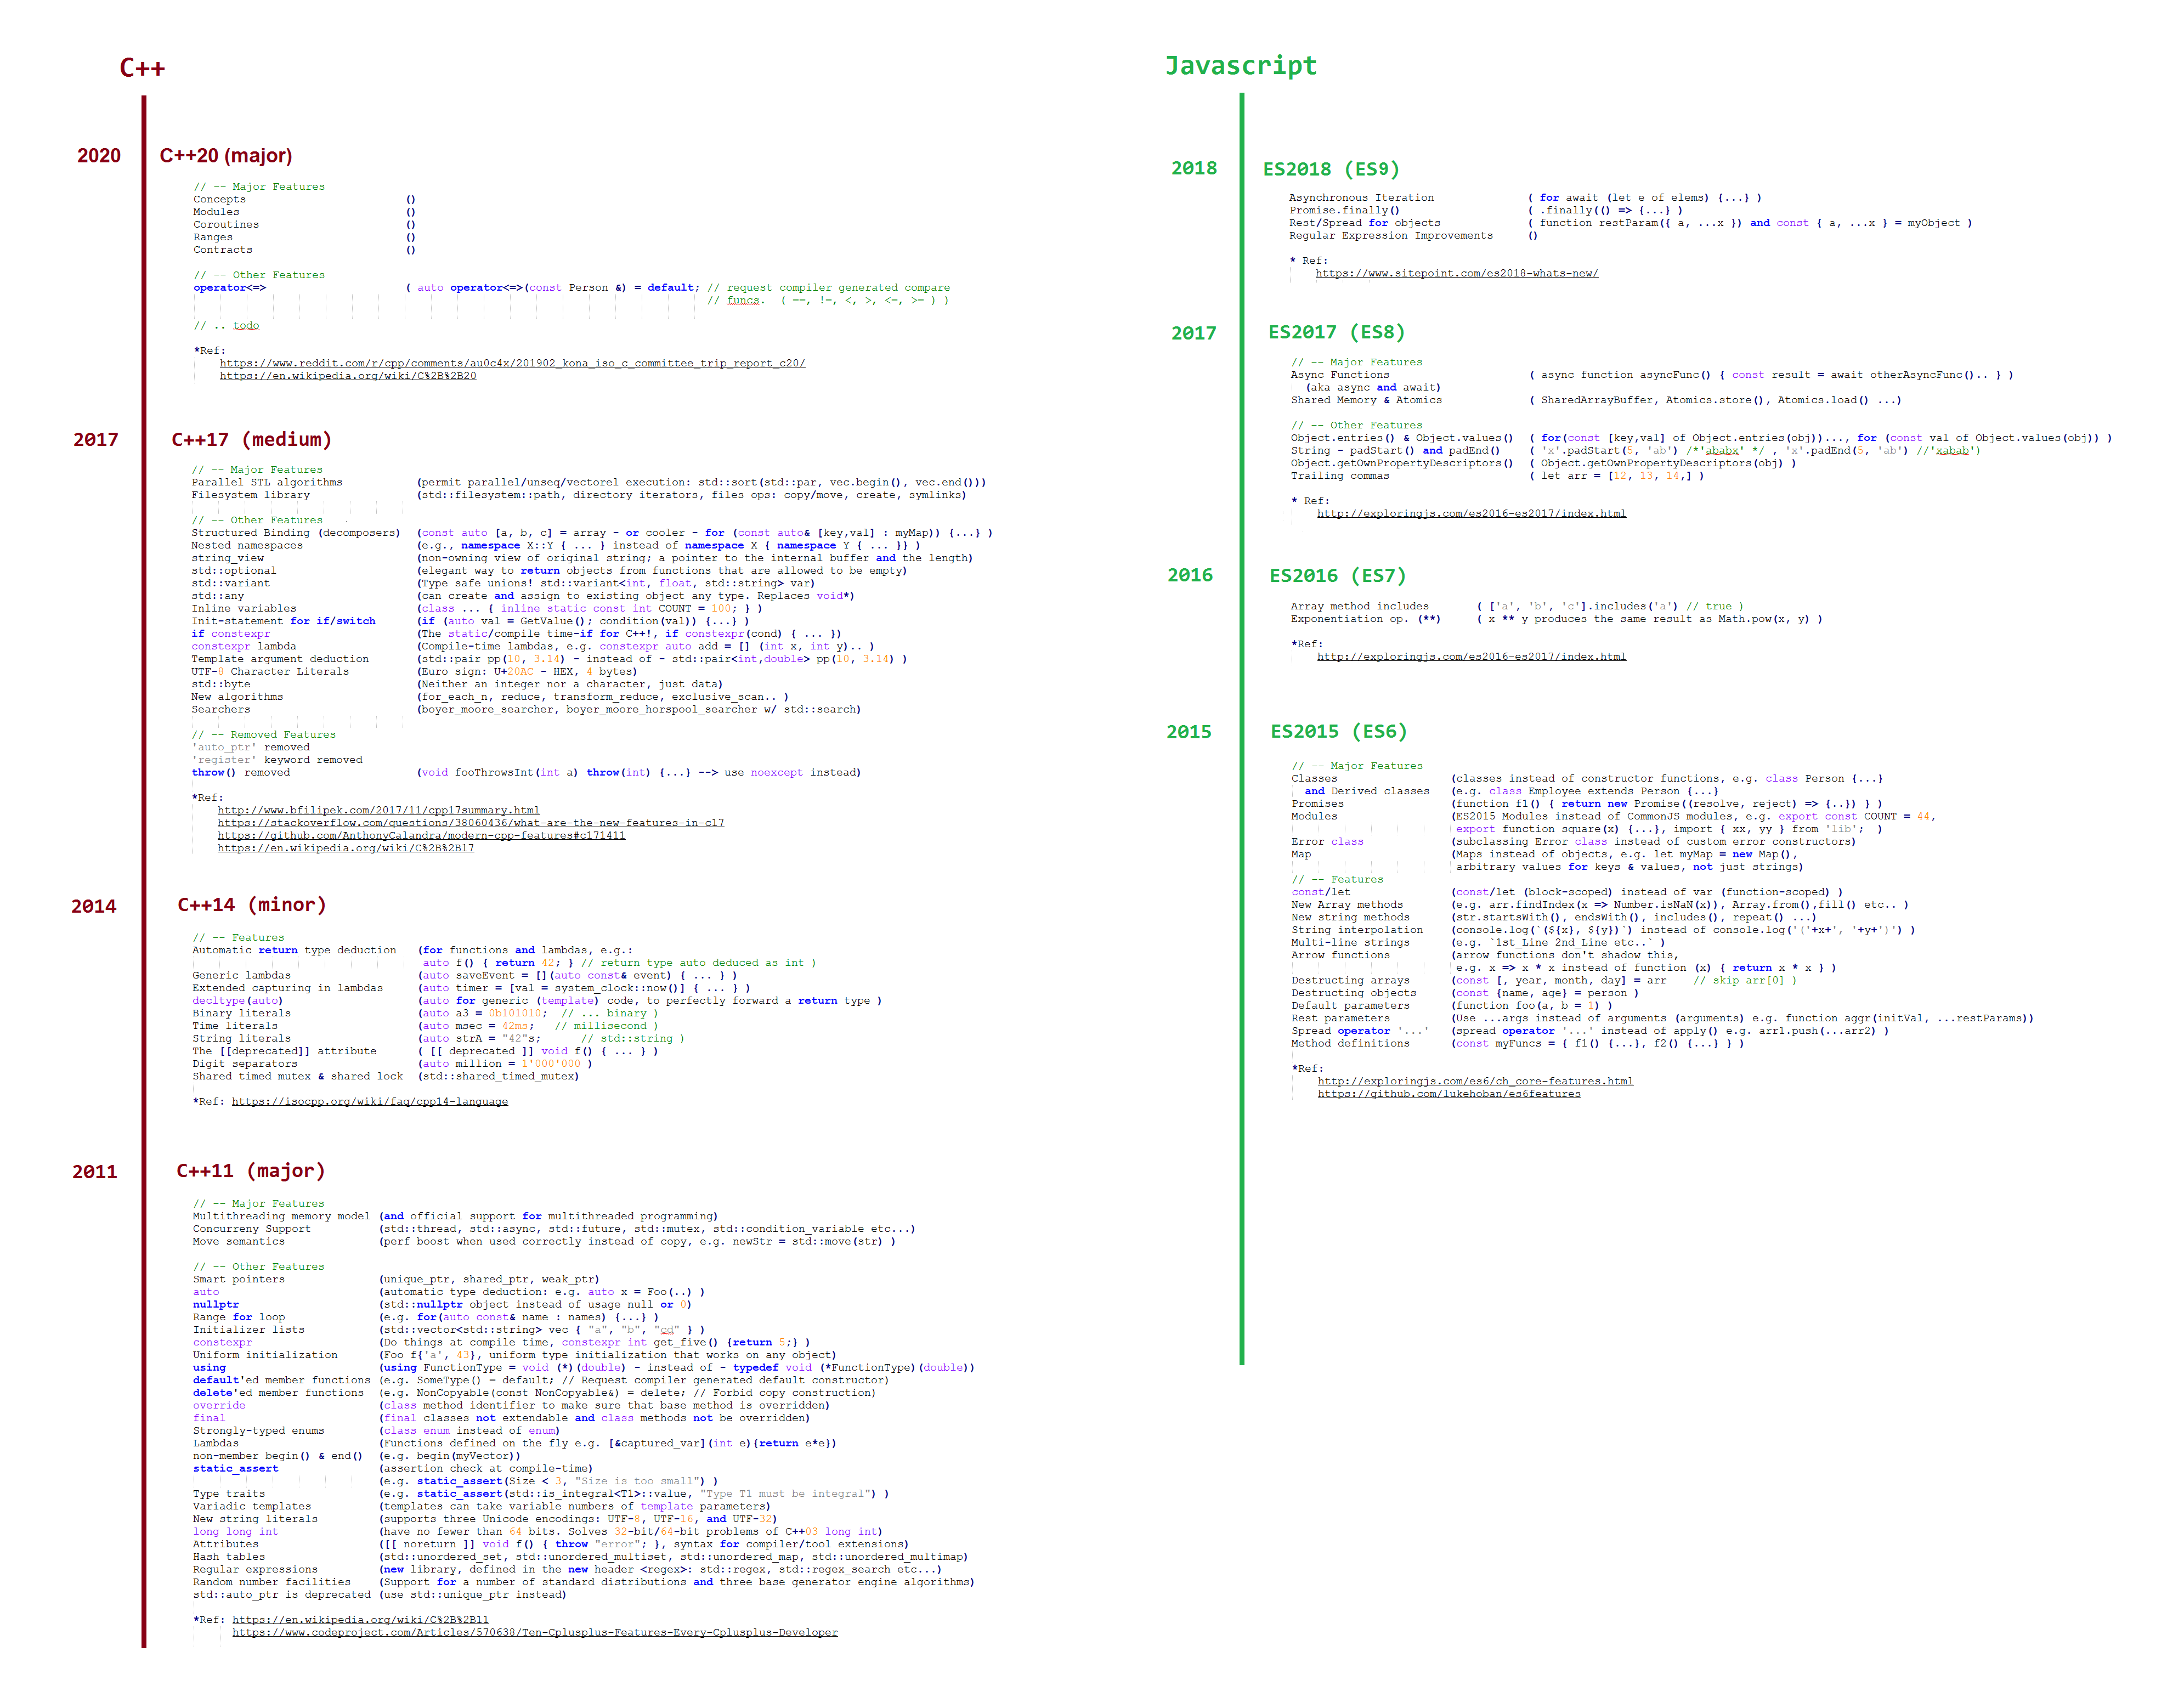 C++
2020 C++20 (major)
// -- Major Features
Concepts ()
Modules ()
Coroutines ()
Ranges ()
Contracts ()
// -- Other Features
operator<=> ( auto operator<=>(const Person &) = default; // request compiler generated compare
// funcs. ( ==, !=, <, >, <=, >= ) )
// .. todo
*Ref:
https://www.reddit.com/r/cpp/comments/au0c4x/201902_kona_iso_c_committee_trip_report_c20/
https://en.wikipedia.org/wiki/C%2B%2B20
2017 C++17 (medium)
// -- Major Features
Parallel STL algorithms (permit parallel/unseq/vectorel execution: std::sort(std::par, vec.begin(), vec.end()))
Filesystem library (std::filesystem::path, directory iterators, files ops: copy/move, create, symlinks)
// -- Other Features
Structured Binding (decomposers) (const auto [a, b, c] = array - or cooler - for (const auto& [key,val] : myMap)) {...} )
Nested namespaces (e.g., namespace X::Y { ... } instead of namespace X { namespace Y { ... }} )
string_view (non-owning view of original string; a pointer to the internal buffer and the length)
std::optional (elegant way to return objects from functions that are allowed to be empty)
std::variant (Type safe unions! std::variant<int, float, std::string> var)
std::any (can create and assign to existing object any type. Replaces void*)
Inline variables (class ... { inline static const int COUNT = 100; } )
Init-statement for if/switch (if (auto val = GetValue(); condition(val)) {...} )
if constexpr (The static/compile time-if for C++!, if constexpr(cond) { ... })
constexpr lambda (Compile-time lambdas, e.g. constexpr auto add = [] (int x, int y).. )
Template argument deduction (std::pair pp(10, 3.14) - instead of - std::pair<int,double> pp(10, 3.14) )
UTF-8 Character Literals (Euro sign: U+20AC - HEX, 4 bytes)
std::byte (Neither an integer nor a character, just data)
New algorithms (for_each_n, reduce, transform_reduce, exclusive_scan.. )
Searchers (boyer_moore_searcher, boyer_moore_horspool_searcher w/ std::search)
// -- Removed Features
'auto_ptr' removed
'register' keyword removed
throw() removed (void fooThrowsInt(int a) throw(int) {...} --> use noexcept instead)
*Ref:
http://www.bfilipek.com/2017/11/cpp17summary.html
https://stackoverflow.com/questions/38060436/what-are-the-new-features-in-c17
https://github.com/AnthonyCalandra/modern-cpp-features#c171411
https://en.wikipedia.org/wiki/C%2B%2B17
2014 C++14 (minor)
// -- Features
Automatic return type deduction (for functions and lambdas, e.g.:
auto f() { return 42; } // return type auto deduced as int )
Generic lambdas (auto saveEvent = [](auto const& event) { ... } )
Extended capturing in lambdas (auto timer = [val = system_clock::now()] { ... } )
decltype(auto) (auto for generic (template) code, to perfectly forward a return type )
Binary literals (auto a3 = 0b101010; // ... binary )
Time literals (auto msec = 42ms; // millisecond )
String literals (auto strA = "42"s; // std::string )
The [[deprecated]] attribute ( [[ deprecated ]] void f() { ... } )
Digit separators (auto million = 1'000'000 )
Shared timed mutex & shared lock (std::shared_timed_mutex)
*Ref: https://isocpp.org/wiki/faq/cpp14-language
2011 C++11 (major)
// -- Major Features
Multithreading memory model (and official support for multithreaded programming)
Concurreny Support (std::thread, std::async, std::future, std::mutex, std::condition_variable etc...)
Move semantics (perf boost when used correctly instead of copy, e.g. newStr = std::move(str) )
// -- Other Features
Smart pointers (unique_ptr, shared_ptr, weak_ptr)
auto (automatic type deduction: e.g. auto x = Foo(..) )
nullptr (std::nullptr object instead of usage null or 0)
Range for loop (e.g. for(auto const& name : names) {...} )
Initializer lists (std::vector<std::string> vec { "a", "b", "cd" } )
constexpr (Do things at compile time, constexpr int get_five() {return 5;} )
Uniform initialization (Foo f{'a', 43}, uniform type initialization that works on any object)
using (using FunctionType = void (*)(double) - instead of - typedef void (*FunctionType)(double))
default'ed member functions (e.g. SomeType() = default; // Request compiler generated default constructor)
delete'ed member functions (e.g. NonCopyable(const NonCopyable&) = delete; // Forbid copy construction)
override (class method identifier to make sure that base method is overridden)
final (final classes not extendable and class methods not be overridden)
Strongly-typed enums (class enum instead of enum)
Lambdas (Functions defined on the fly e.g. [&captured_var](int e){return e*e})
non-member begin() & end() (e.g. begin(myVector))
static_assert (assertion check at compile-time)
(e.g. static_assert(Size < 3, "Size is too small") )
Type traits (e.g. static_assert(std::is_integral<T1>::value, "Type T1 must be integral") )
Variadic templates (templates can take variable numbers of template parameters)
New string literals (supports three Unicode encodings: UTF-8, UTF-16, and UTF-32)
long long int (have no fewer than 64 bits. Solves 32-bit/64-bit problems of C++03 long int)
Attributes ([[ noreturn ]] void f() { throw "error"; }, syntax for compiler/tool extensions)
Hash tables (std::unordered_set, std::unordered_multiset, std::unordered_map, std::unordered_multimap)
Regular expressions (new library, defined in the new header <regex>: std::regex, std::regex_search etc...)
Random number facilities (Support for a number of standard distributions and three base generator engine algorithms)
std::auto_ptr is deprecated (use std::unique_ptr instead)
*Ref: https://en.wikipedia.org/wiki/C%2B%2B11
https://www.codeproject.com/Articles/570638/Ten-Cplusplus-Features-Every-Cplusplus-Developer
Javascript
2018 ES2018 (ES9)
Asynchronous Iteration ( for await (let e of elems) {...} )
Promise.finally() ( .finally(() => {...} )
Rest/Spread for objects ( function restParam({ a, ...x }) and const { a, ...x } = myObject )
Regular Expression Improvements ()
* Ref:
https://www.sitepoint.com/es2018-whats-new/
2017 ES2017 (ES8)
// -- Major Features
Async Functions ( async function asyncFunc() { const result = await otherAsyncFunc().. } )
(aka async and await)
Shared Memory & Atomics ( SharedArrayBuffer, Atomics.store(), Atomics.load() ...)
// -- Other Features
Object.entries() & Object.values() ( for(const [key,val] of Object.entries(obj))..., for (const val of Object.values(obj)) )
String - padStart() and padEnd() ( 'x'.padStart(5, 'ab') /*'ababx' */ , 'x'.padEnd(5, 'ab') //'xabab')
Object.getOwnPropertyDescriptors() ( Object.getOwnPropertyDescriptors(obj) )
Trailing commas ( let arr = [12, 13, 14,] )
* Ref:
http://exploringjs.com/es2016-es2017/index.html
2016 ES2016 (ES7)
Array method includes ( ['a', 'b', 'c'].includes('a') // true )
Exponentiation op. (**) ( x ** y produces the same result as Math.pow(x, y) )
*Ref:
http://exploringjs.com/es2016-es2017/index.html
2015 ES2015 (ES6)
// -- Major Features
Classes (classes instead of constructor functions, e.g. class Person {...}
and Derived classes (e.g. class Employee extends Person {...}
Promises (function f1() { return new Promise((resolve, reject) => {..}) } )
Modules (ES2015 Modules instead of CommonJS modules, e.g. export const COUNT = 44,
export function square(x) {...}, import { xx, yy } from 'lib'; )
Error class (subclassing Error class instead of custom error constructors)
Map (Maps instead of objects, e.g. let myMap = new Map(),
arbitrary values for keys & values, not just strings)
// -- Features
const/let (const/let (block-scoped) instead of var (function-scoped) )
New Array methods (e.g. arr.findIndex(x => Number.isNaN(x)), Array.from(),fill() etc.. )
New string methods (str.startsWith(), endsWith(), includes(), repeat() ...)
String interpolation (console.log(`(${x}, ${y})`) instead of console.log('('+x+', '+y+')') )
Multi-line strings (e.g. `1st_Line 2nd_Line etc..` )
Arrow functions (arrow functions don't shadow this,
e.g. x => x * x instead of function (x) { return x * x } )
Destructing arrays (const [, year, month, day] = arr // skip arr[0] )
Destructing objects (const {name, age} = person )
Default parameters (function foo(a, b = 1) )
Rest parameters (Use ...args instead of arguments (arguments) e.g. function aggr(initVal, ...restParams))
Spread operator '...' (spread operator '...' instead of apply() e.g. arr1.push(...arr2) )
Method definitions (const myFuncs = { f1() {...}, f2() {...} } )
*Ref:
http://exploringjs.com/es6/ch_core-features.html
https://github.com/lukehoban/es6features